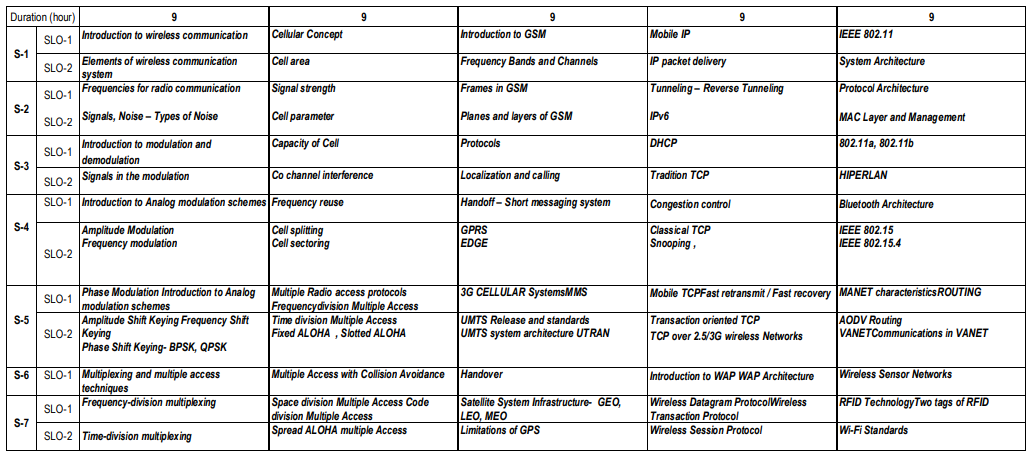 Duration (hour) 9 9 9 9 9
S-1
SLO-1 Introduction to wireless communication Cellular Concept Introduction to GSM Mobile IP IEEE 802.11
SLO-2 Elements of wireless communication Cell area Frequency Bands and Channels IP packet delivery System Architecture
system
S-2
SLO-1 Frequencies for radio communication Signal strength Frames in GSM Tunneling – Reverse Tunneling Protocol Architecture
SLO-2 Signals, Noise – Types of Noise Cell parameter Planes and layers of GSM IPv6 MAC Layer and Management
S-3
SLO-1 Introduction to modulation and Capacity of Cell Protocols DHCP 802.11a, 802.11b
demodulation
SLO-2 Signals in the modulation Co channel interference Localization and calling Tradition TCP HIPERLAN
S-4
SLO-1 Introduction to Analog modulation schemes Frequency reuse Handoff – Short messaging system Congestion control Bluetooth Architecture
SLO-2 Amplitude Modulation Cell splitting GPRS Classical TCP IEEE 802.15
Frequency modulation Cell sectoring EDGE Snooping , IEEE 802.15.4
S-5
SLO-1 Phase Modulation Introduction to Analog Multiple Radio access protocols 3G CELLULAR SystemsMMS Mobile TCPFast retransmit / Fast recovery MANET characteristicsROUTING
modulation schemes Frequencydivision Multiple Access
SLO-2 Amplitude Shift Keying Frequency Shift Time division Multiple Access UMTS Release and standards Transaction oriented TCP AODV Routing
Keying Fixed ALOHA , Slotted ALOHA UMTS system architecture UTRAN TCP over 2.5/3G wireless Networks VANETCommunications in VANET
Phase Shift Keying- BPSK, QPSK
S-6
SLO-1 Multiplexing and multiple access Multiple Access with Collision Avoidance Handover Introduction to WAP WAP Architecture Wireless Sensor Networks
techniques
S-7
SLO-1 Frequency-division multiplexing Space division Multiple Access Code Satellite System Infrastructure- GEO, Wireless Datagram ProtocolWireless RFID TechnologyTwo tags of RFID
division Multiple Access LEO, MEO Transaction Protocol
SLO-2 Time-division multiplexing Spread ALOHA multiple Access Limitations of GPS Wireless Session Protocol Wi-Fi Standards